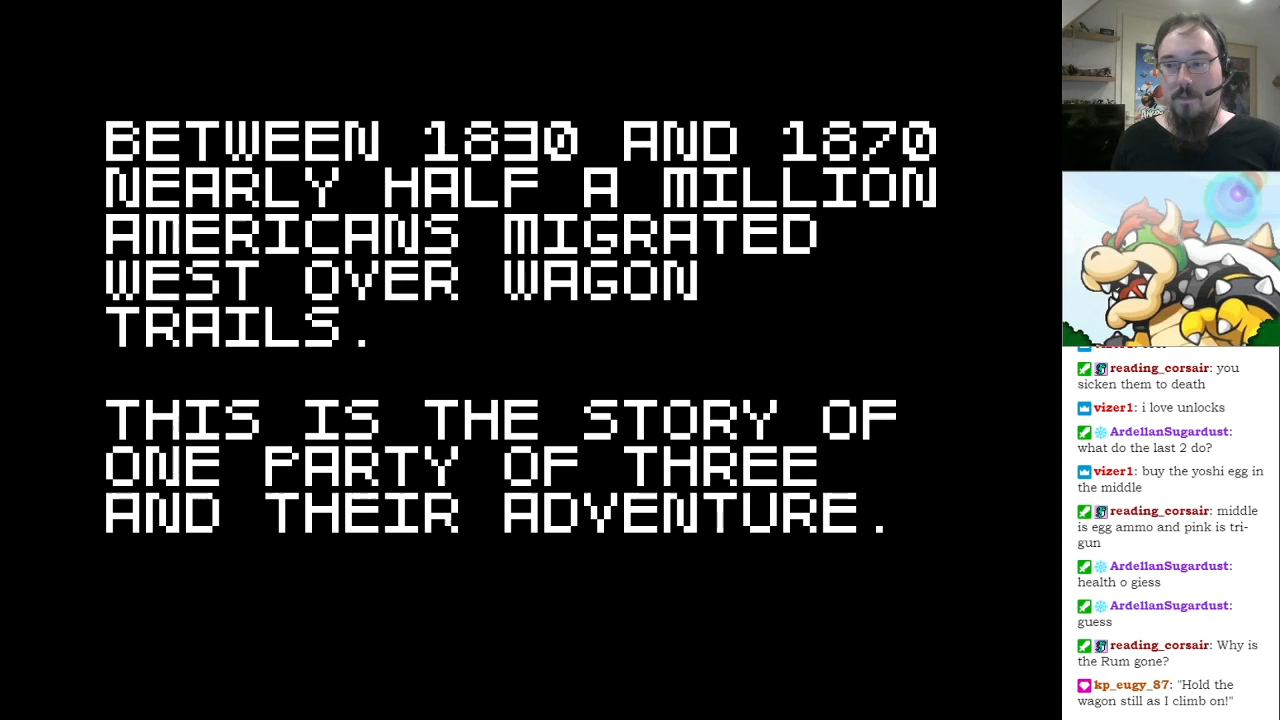 BETWEEN 1830 AND 1870
NEARLY HALF A MILLION
AMERICANS MIGRATED
WEST OVER WAGON
TRAILS.
THIS IS THE STORY OF
ONE PARTY OF THREE
AND THEIR ADVENTURE.
reading_corsair: you
sicken them to death
vizer1: i love unlocks
ArdellanSugardust:
what do the last 2 do?
vizer1: buy the yoshi egg in
the middle
reading_corsair: middle
is egg ammo and pink is tri-
gun
ArdellanSugardust:
health o giess
ArdellanSugardust:
guess
reading_corsair: Why is
the Rum gone?
kp_eugy_87: "Hold the
wagon still as I climb on!"